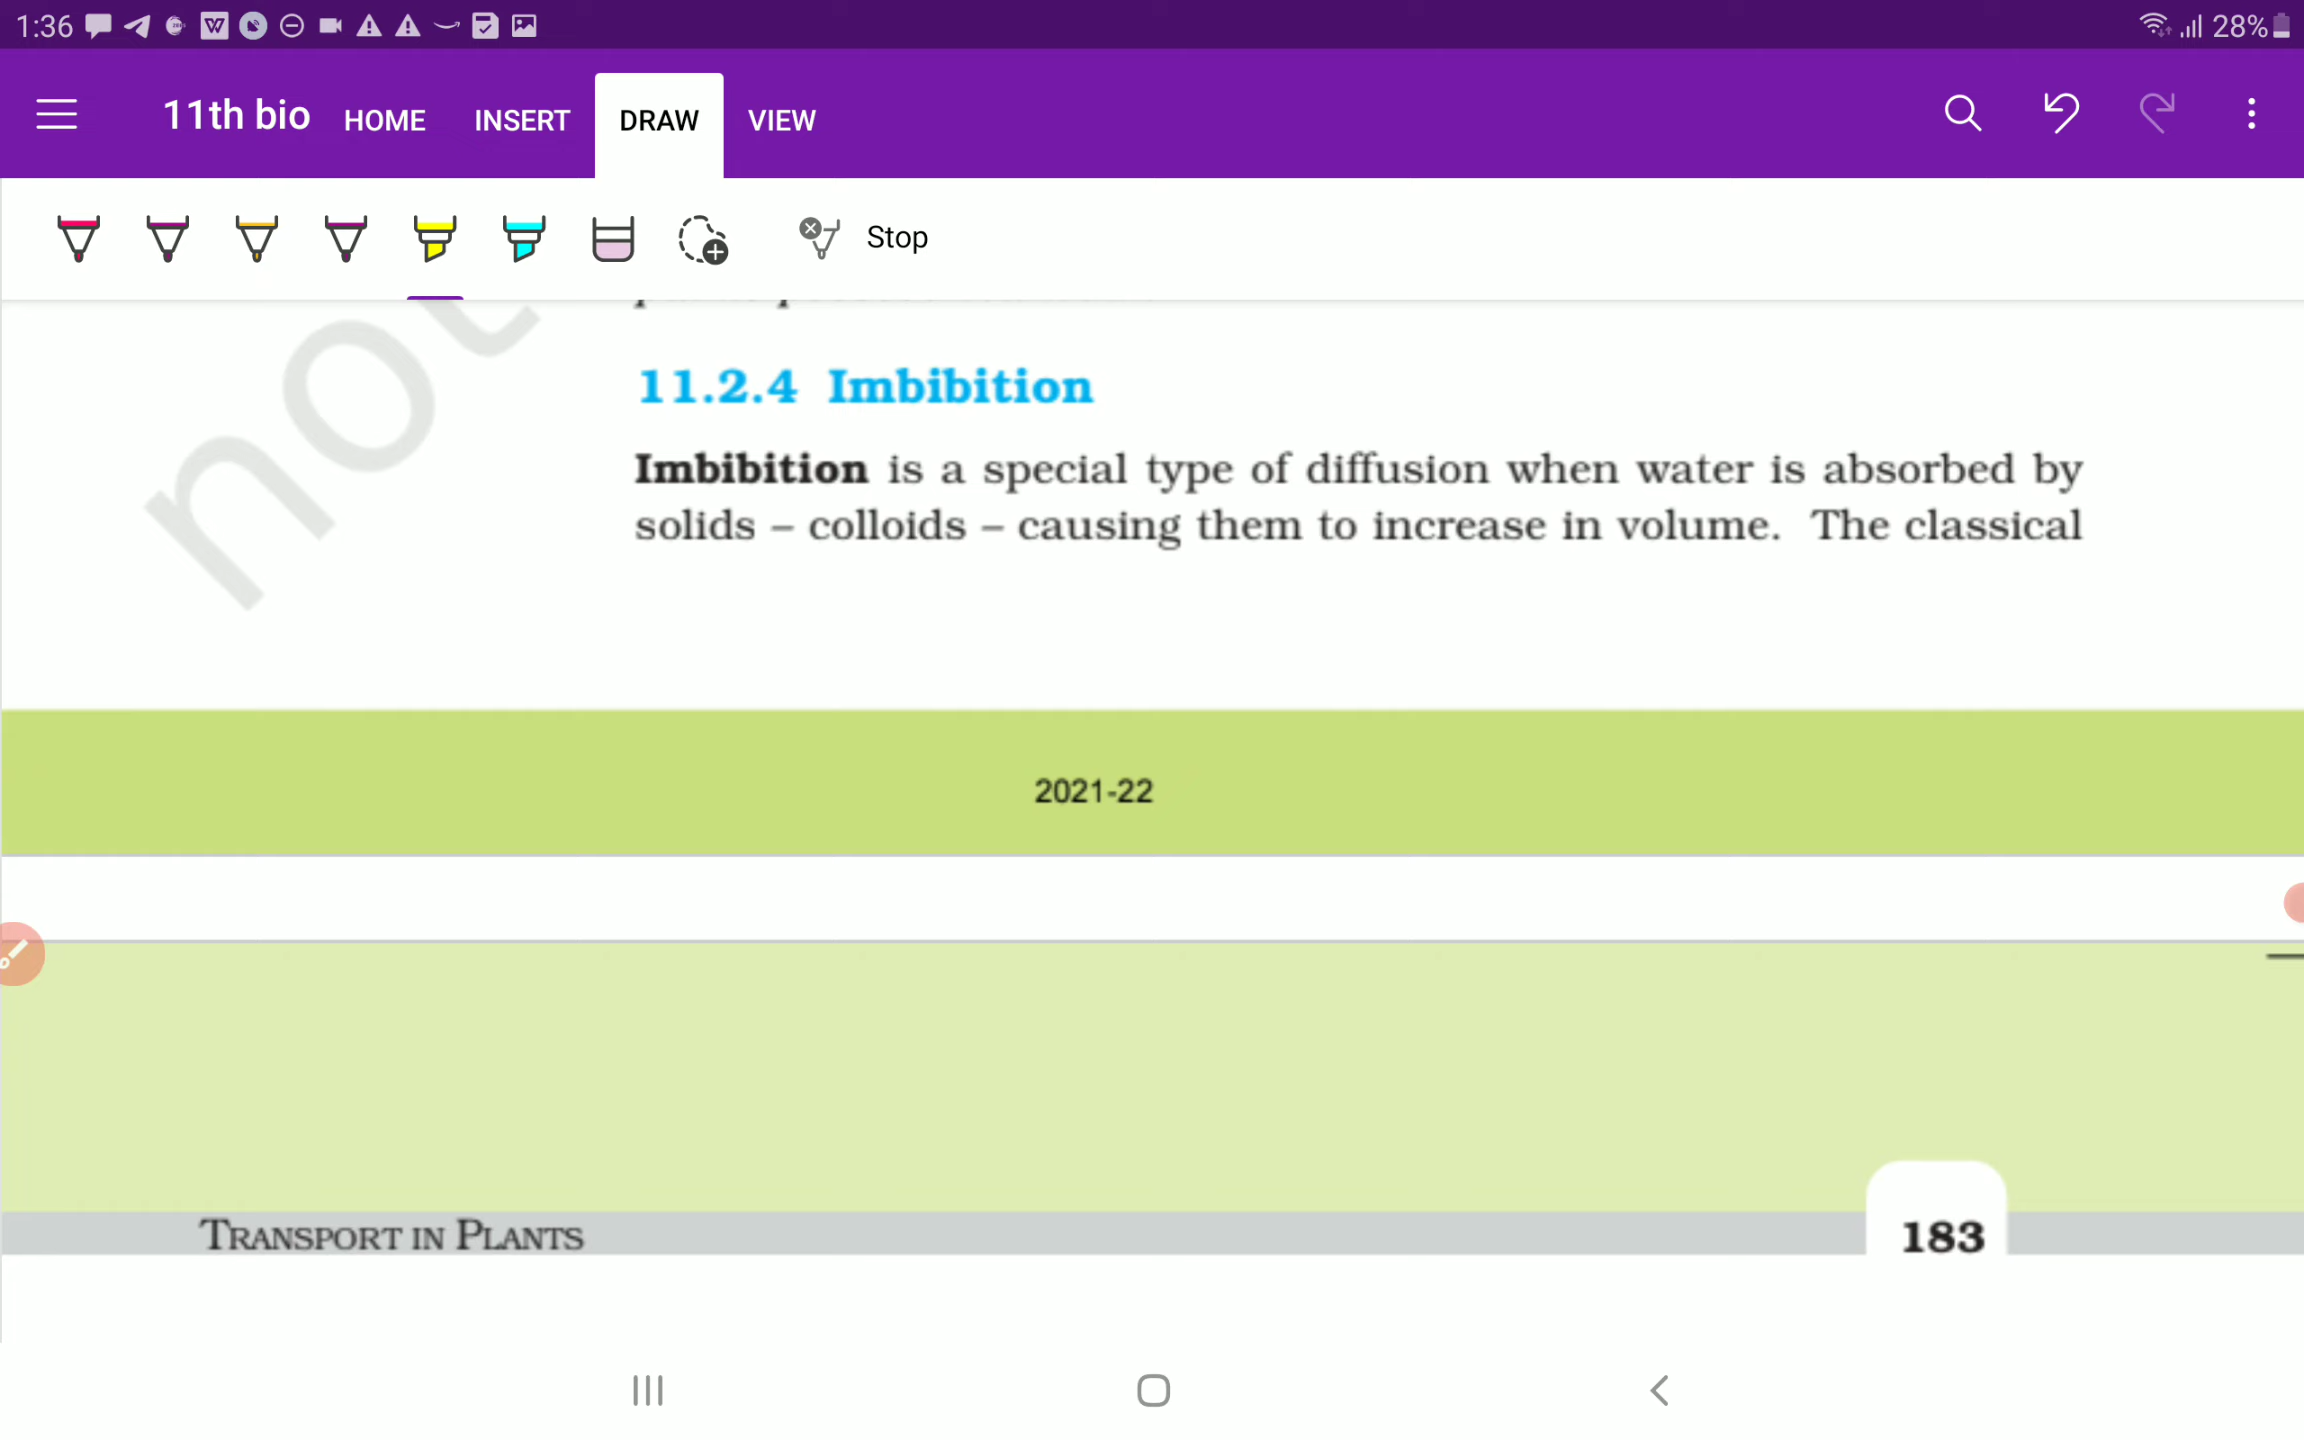 1:36 28%
11th bio HOME INSERT DRAW VIEW
Stop
not
11.2.4 Imbibition
Imbibition is a special type of diffusion when water is absorbed by
solids – colloids – causing them to increase in volume. The classical
2021-22
TRANSPORT IN PLANTS 183